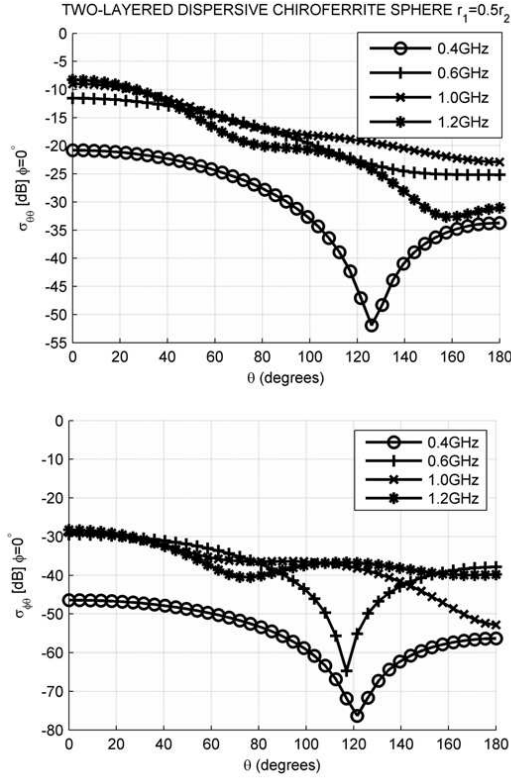 TWO-LAYERED DISPERSIVE CHIROFERRITE SPHERE r₁=0.5r₂
0
-5
-10
-15
-20
-25
-30
-35
-40
-45
-50
-55
σθθ [dB] ϕ=0°
0.4GHz
0.6GHz
1.0GHz
1.2GHz
0 20 40 60 80 100 120 140 160 180
θ (degrees)
0
-10
-20
-30
-40
-50
-60
-70
-80
σϕθ [dB] ϕ=0°
0.4GHz
0.6GHz
1.0GHz
1.2GHz
0 20 40 60 80 100 120 140 160 180
θ (degrees)